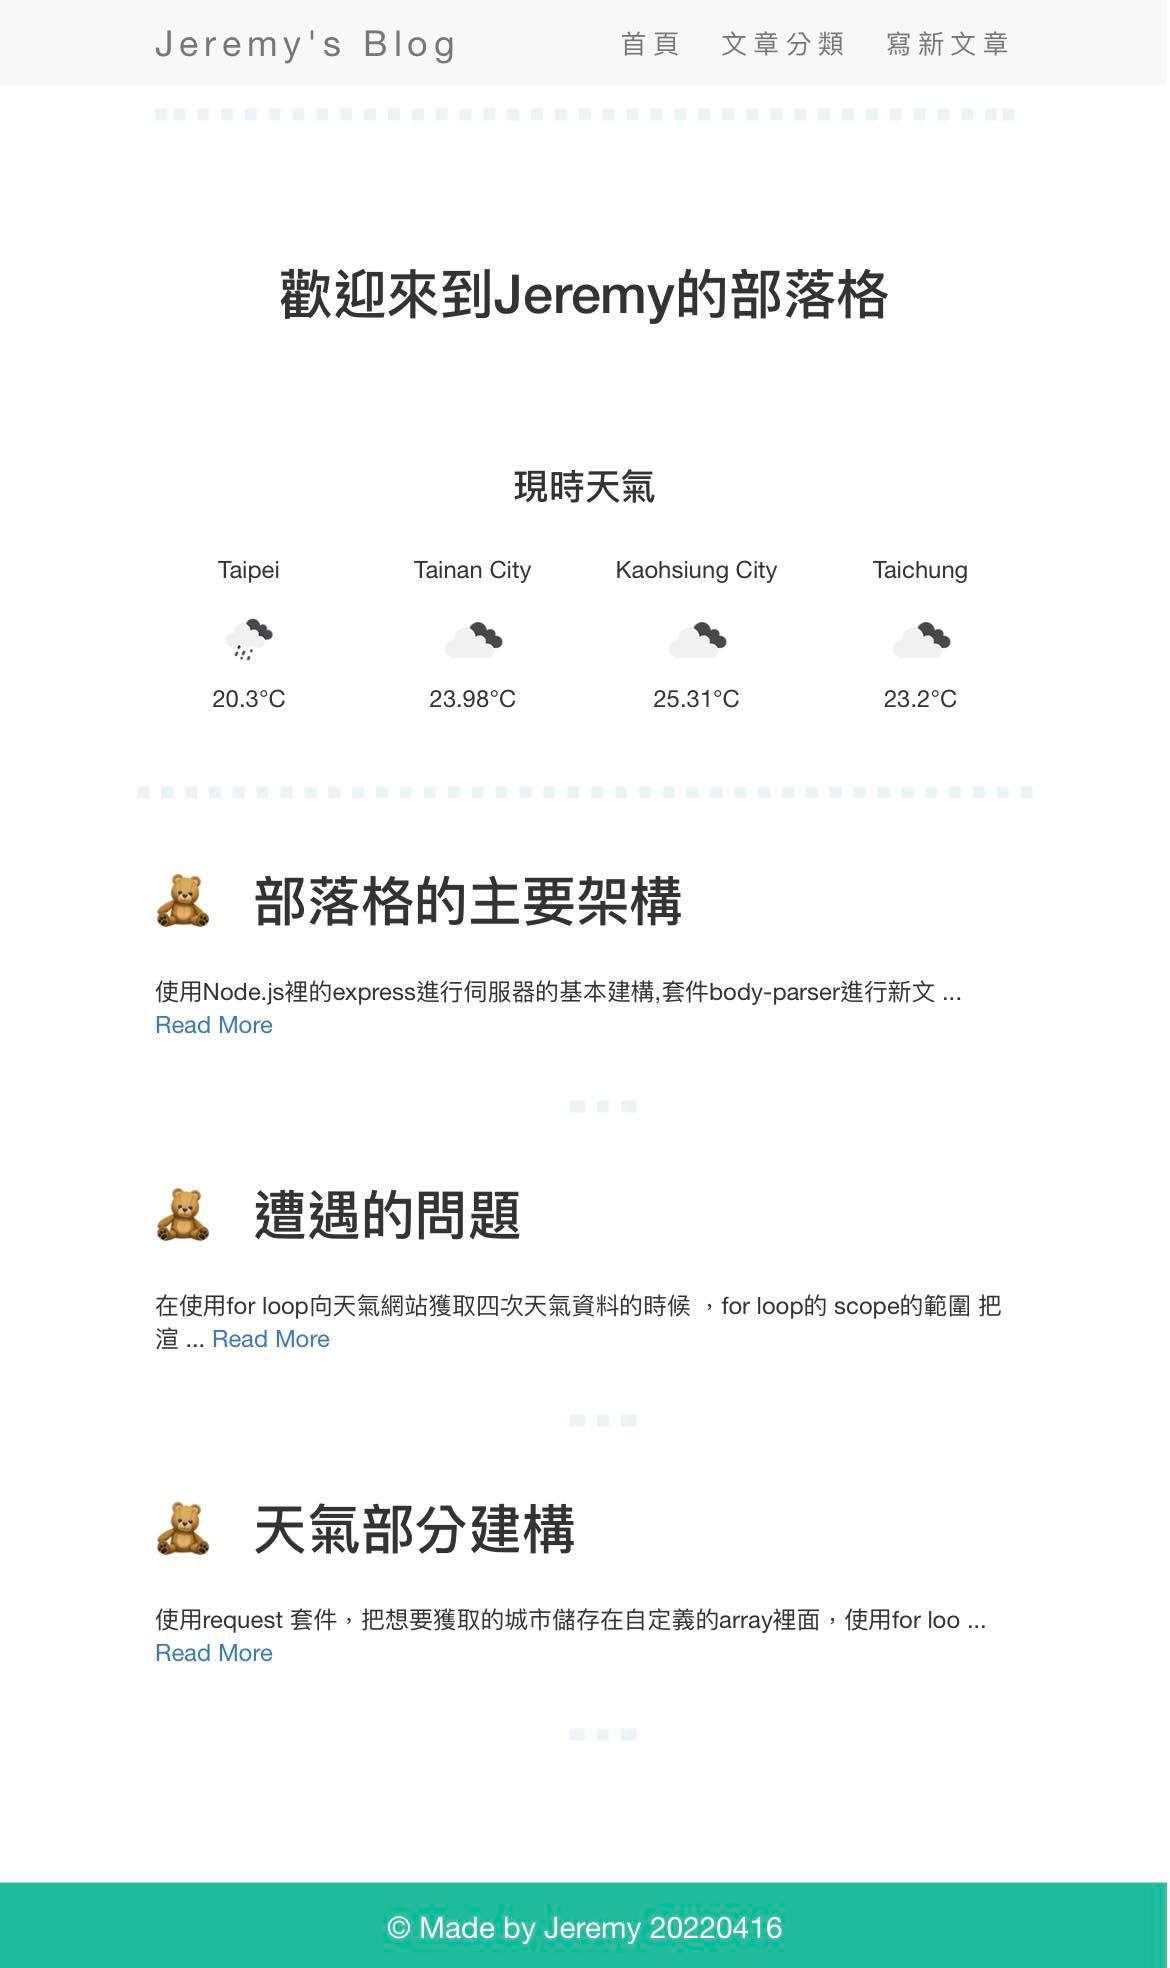 Jeremy's Blog
首頁 文章分類 寫新文章
歡迎來到Jeremy的部落格
現時天氣
Taipei Tainan City Kaohsiung City Taichung
20.3°C 23.98°C 25.31°C 23.2°C
部落格的主要架構
使用Node.js裡的express進行伺服器的基本建構,套件body-parser進行新文 ...
Read More
遭遇的問題
在使用for loop向天氣網站獲取四次天氣資料的時候 ，for loop的 scope的範圍 把
渲 ... Read More
天氣部分建構
使用request 套件，把想要獲取的城市儲存在自定義的array裡面，使用for loo ...
Read More
© Made by Jeremy 20220416